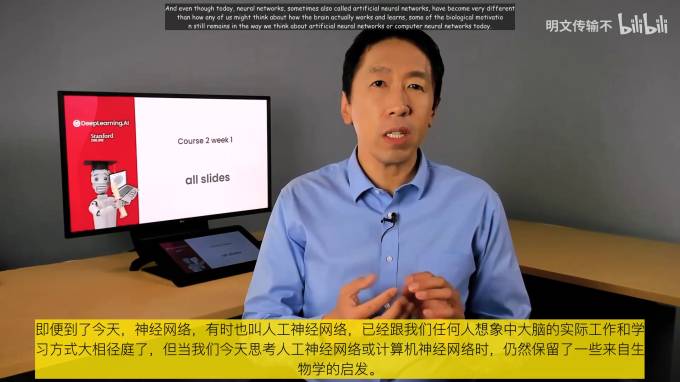 And even though today, neural networks, sometimes also called artificial neural networks, have become very different
than how any of us might think about how the brain actually works and learns, some of the biological motivatio
n still remains in the way we think about artificial neural networks or computer neural networks today.
明文传输不 bilibili
DeepLearning.AI
Stanford
ONLINE
Course 2 week 1
all slides
即便到了今天，神经网络，有时也叫人工神经网络，已经跟我们任何人想象中大脑的实际工作和学
习方式大相径庭了，但当我们今天思考人工神经网络或计算机神经网络时，仍然保留了一些来自生
物学的启发。